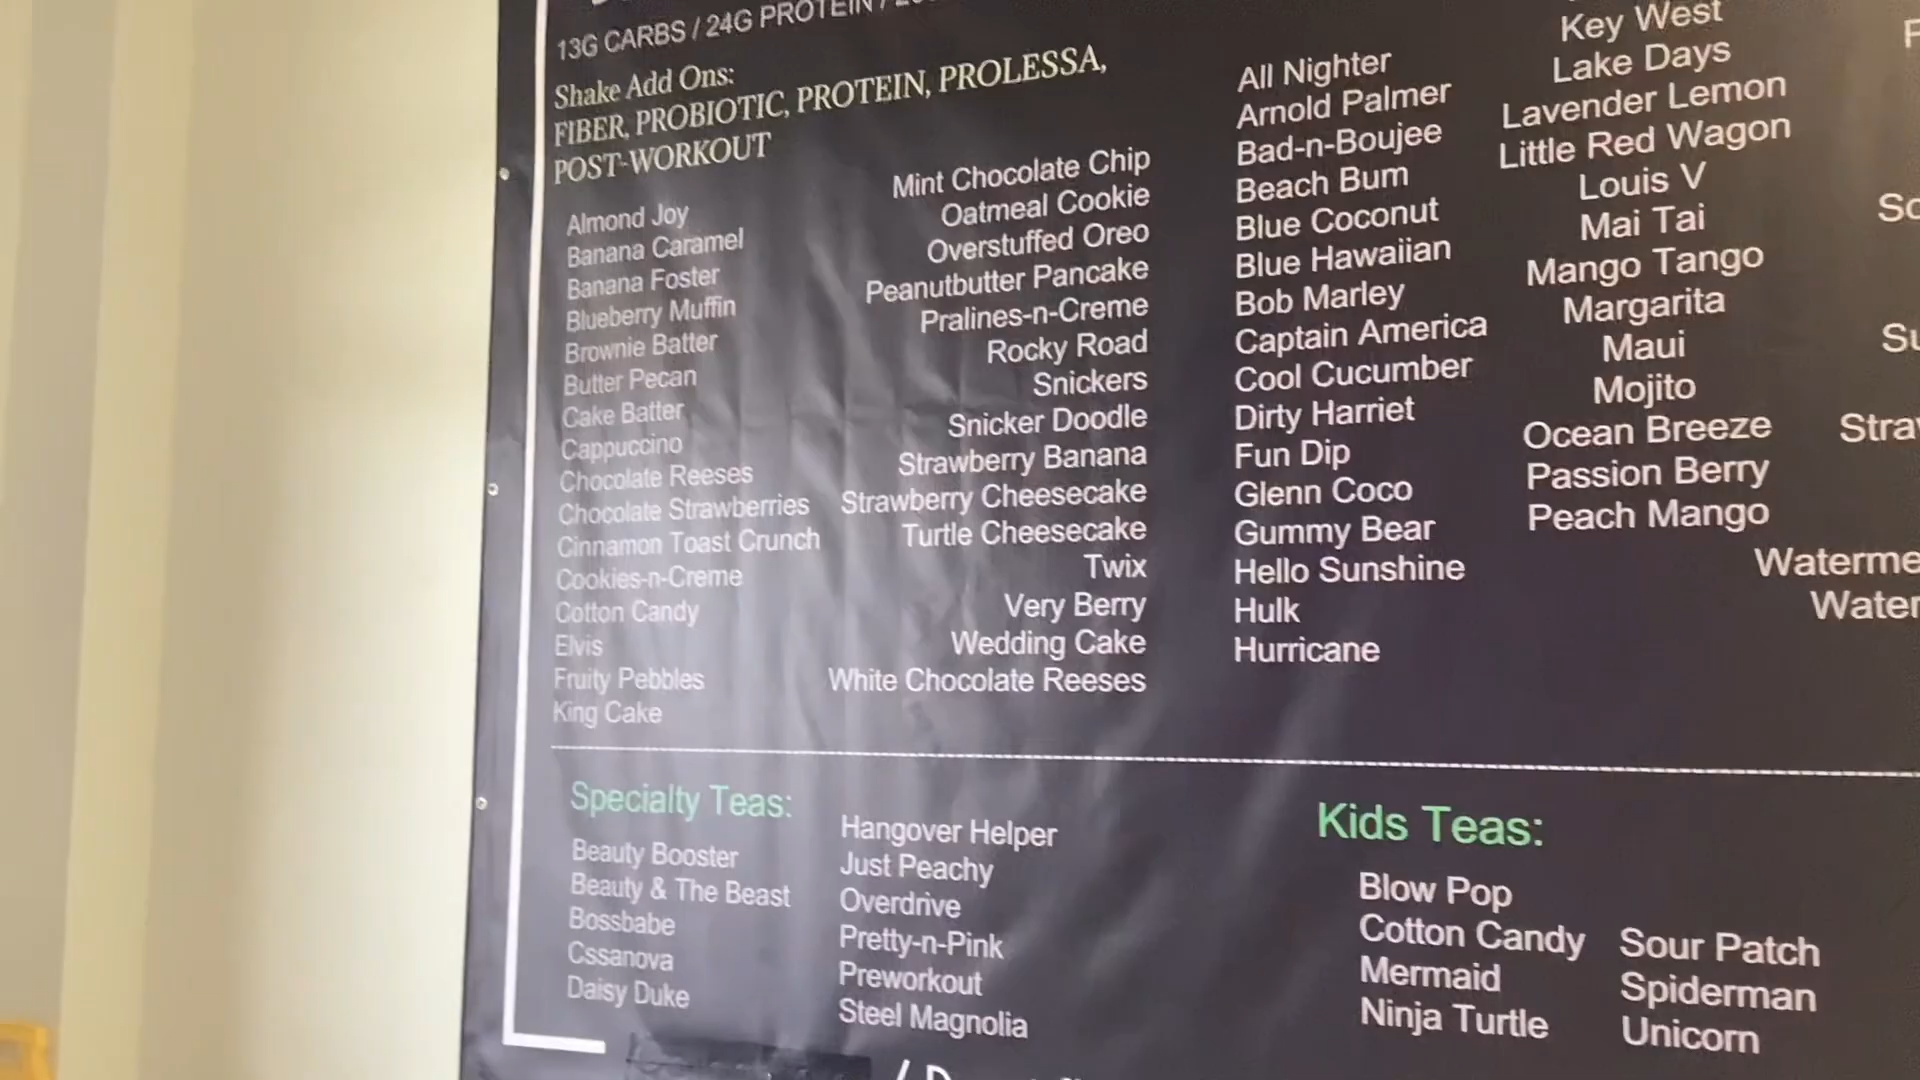 13G CARBS / 24G PROTEIN /
Shake Add Ons:
FIBER, PROBIOTIC, PROTEIN, PROLESSA,
POST-WORKOUT
Almond Joy
Banana Caramel
Banana Foster
Blueberry Muffin
Brownie Batter
Butter Pecan
Cake Batter
Cappuccino
Chocolate Reeses
Chocolate Strawberries
Cinnamon Toast Crunch
Cookies-n-Creme
Cotton Candy
Elvis
Fruity Pebbles
King Cake
Mint Chocolate Chip
Oatmeal Cookie
Overstuffed Oreo
Peanutbutter Pancake
Pralines-n-Creme
Rocky Road
Snickers
Snicker Doodle
Strawberry Banana
Strawberry Cheesecake
Turtle Cheesecake
Twix
Very Berry
Wedding Cake
White Chocolate Reeses
All Nighter
Arnold Palmer
Bad-n-Boujee
Beach Bum
Blue Coconut
Blue Hawaiian
Bob Marley
Captain America
Cool Cucumber
Dirty Harriet
Fun Dip
Glenn Coco
Gummy Bear
Hello Sunshine
Hulk
Hurricane
Key West
Lake Days
Lavender Lemon
Little Red Wagon
Louis V
Mai Tai
Mango Tango
Margarita
Maui
Mojito
Ocean Breeze
Passion Berry
Peach Mango
Specialty Teas:
Beauty Booster
Beauty & The Beast
Bossbabe
Cssanova
Daisy Duke
Hangover Helper
Just Peachy
Overdrive
Pretty-n-Pink
Preworkout
Steel Magnolia
Kids Teas:
Blow Pop
Cotton Candy
Mermaid
Ninja Turtle
Sour Patch
Spiderman
Unicorn